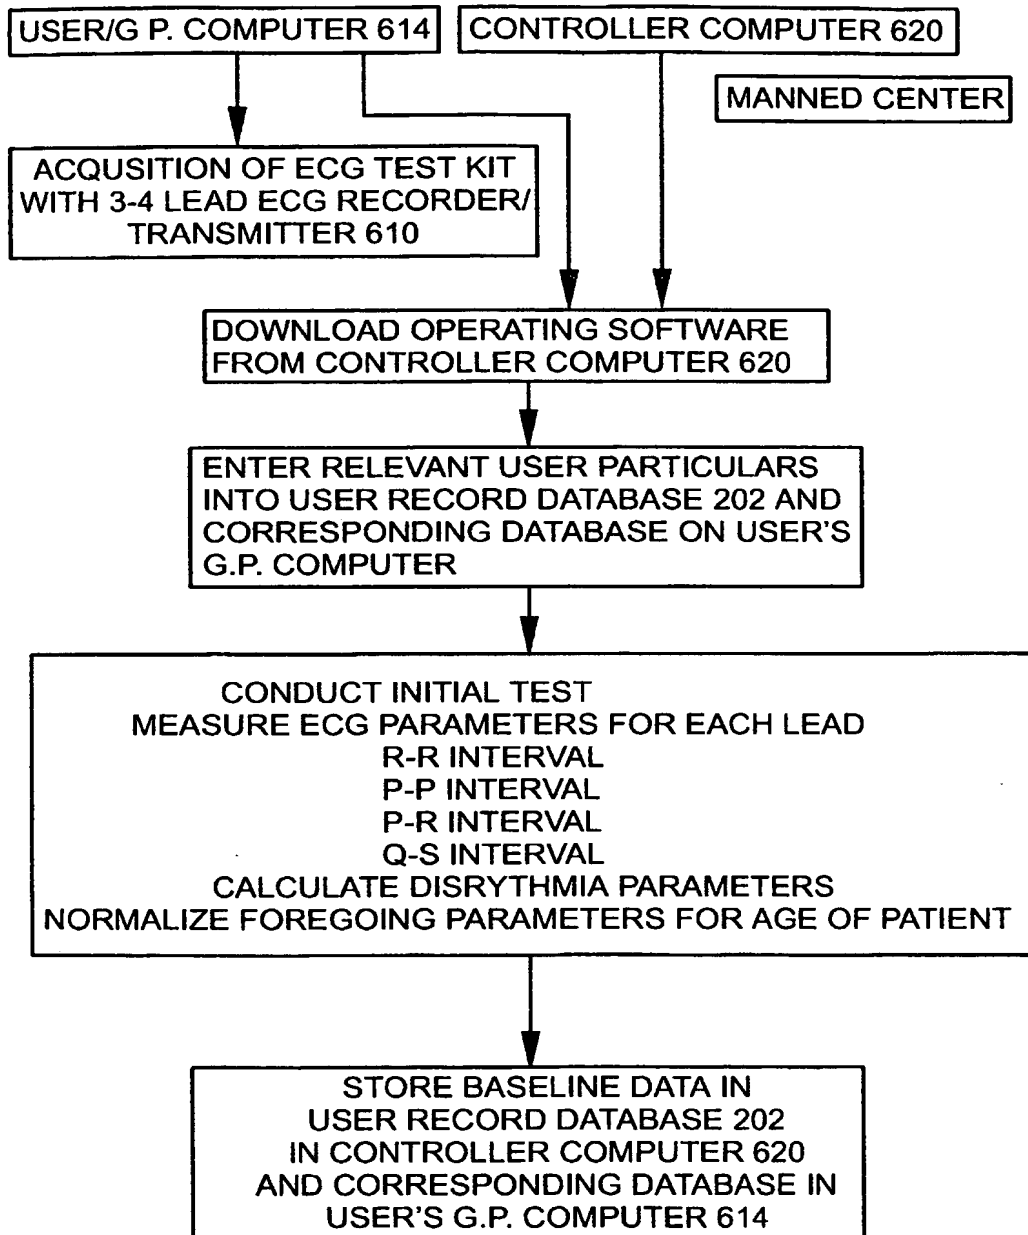 USER/G P. COMPUTER 614
CONTROLLER COMPUTER 620
MANNED CENTER
ACQUSITION OF ECG TEST KIT
WITH 3-4 LEAD ECG RECORDER/
TRANSMITTER 610
DOWNLOAD OPERATING SOFTWARE
FROM CONTROLLER COMPUTER 620
ENTER RELEVANT USER PARTICULARS
INTO USER RECORD DATABASE 202 AND
CORRESPONDING DATABASE ON USER'S
G.P. COMPUTER
CONDUCT INITIAL TEST
MEASURE ECG PARAMETERS FOR EACH LEAD
R-R INTERVAL
P-P INTERVAL
P-R INTERVAL
Q-S INTERVAL
CALCULATE DISRYTHMIA PARAMETERS
NORMALIZE FOREGOING PARAMETERS FOR AGE OF PATIENT
STORE BASELINE DATA IN
USER RECORD DATABASE 202
IN CONTROLLER COMPUTER 620
AND CORRESPONDING DATABASE IN
USER'S G.P. COMPUTER 614